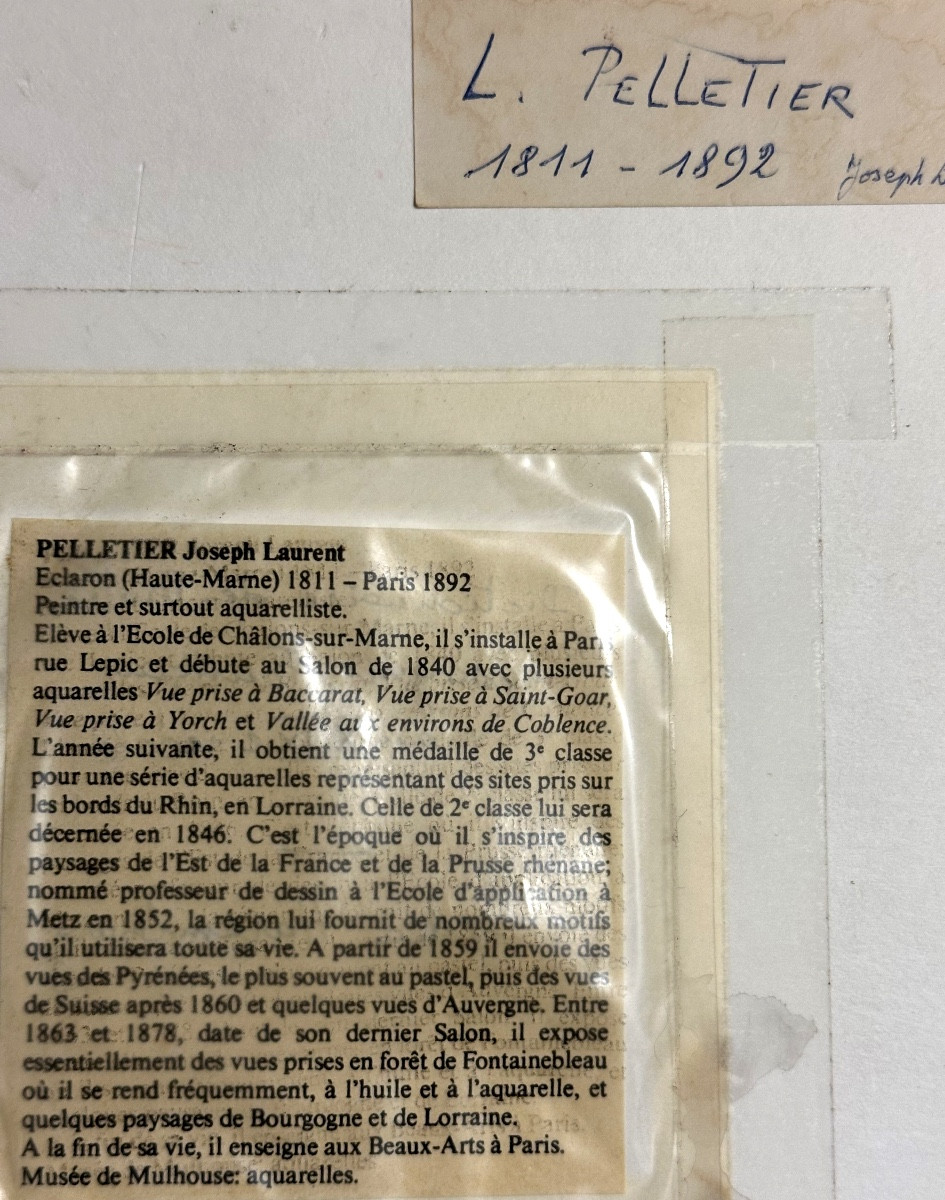 L. PELLETIER
1811 - 1892 Joseph
PELLETIER Joseph Laurent
Eclaron (Haute-Marne) 1811 – Paris 1892
Peintre et surtout aquarelliste.
Elève à l'Ecole de Châlons-sur-Marne, il s'installe à Paris
rue Lepic et débute au Salon de 1840 avec plusieurs
aquarelles Vue prise à Baccarat, Vue prise à Saint-Goar,
Vue prise à Yorch et Vallée aux environs de Coblence.
L'année suivante, il obtient une médaille de 3e classe
pour une série d'aquarelles représentant des sites pris sur
les bords du Rhin, en Lorraine. Celle de 2e classe lui sera
décernée en 1846. C'est l'époque où il s'inspire des
paysages de l'Est de la France et de la Prusse rhénane;
nommé professeur de dessin à l'Ecole d'application à
Metz en 1852, la région lui fournit de nombreux motifs
qu'il utilisera toute sa vie. A partir de 1859 il envoie des
vues des Pyrénées, le plus souvent au pastel, puis des vues
de Suisse après 1860 et quelques vues d'Auvergne. Entre
1863 et 1878, date de son dernier Salon, il expose
essentiellement des vues prises en forêt de Fontainebleau
où il se rend fréquemment, à l'huile et à l'aquarelle, et
quelques paysages de Bourgogne et de Lorraine.
A la fin de sa vie, il enseigne aux Beaux-Arts à Paris.
Musée de Mulhouse: aquarelles.